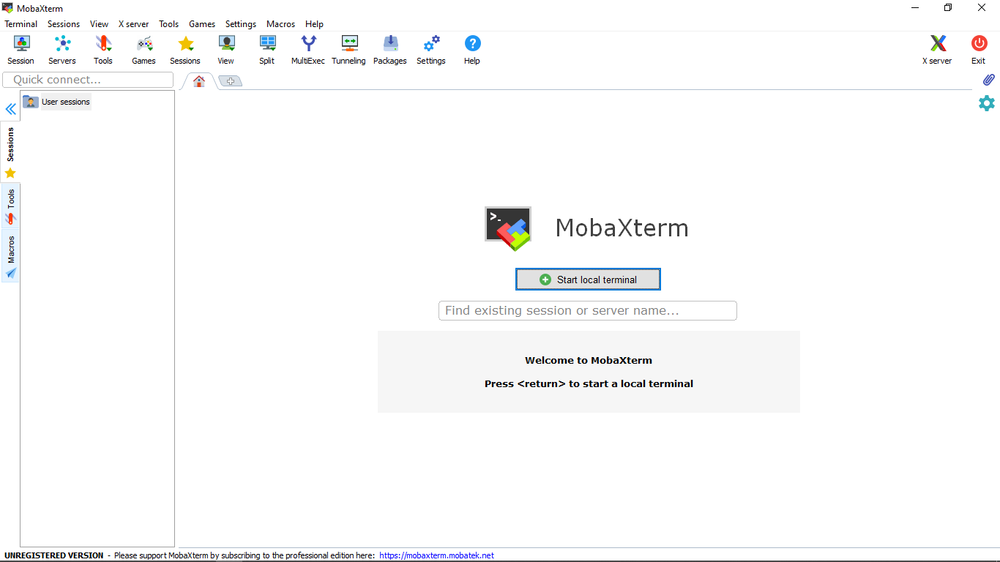 MobaXterm
Terminal Sessions View X server Tools Games Settings Macros Help
Session Servers Tools Games Sessions View Split MultiExec Tunneling Packages Settings Help X server Exit
Quick connect...
User sessions
Sessions
Tools
Macros
>_
MobaXterm
Start local terminal
Find existing session or server name...
Welcome to MobaXterm
Press <return> to start a local terminal
UNREGISTERED VERSION - Please support MobaXterm by subscribing to the professional edition here: https://mobaxterm.mobatek.net